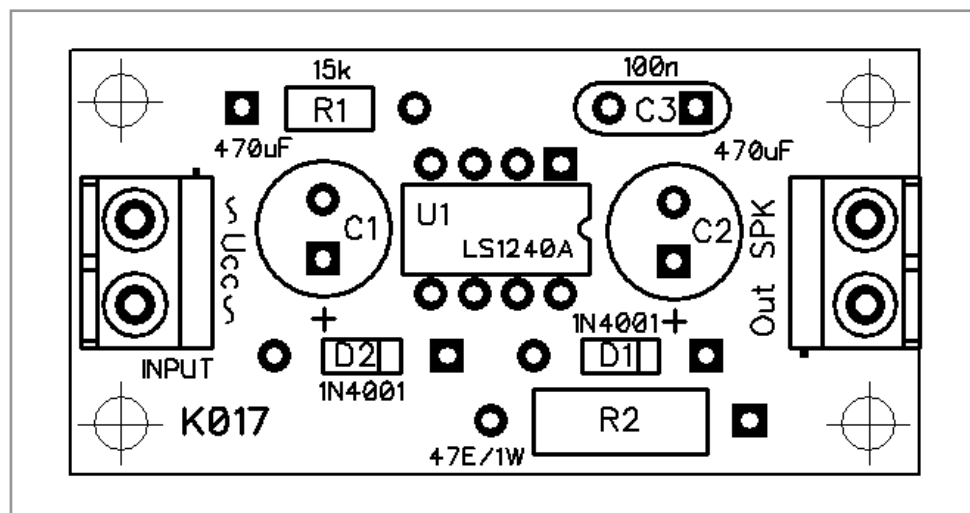 15k
R1
100n
C3
470uF
470uF
C1
U1
LS1240A
C2
~ Vcc ~
Out SPK
+
+
1N4001
INPUT
D2
D1
1N4001
K017
R2
47E/1W